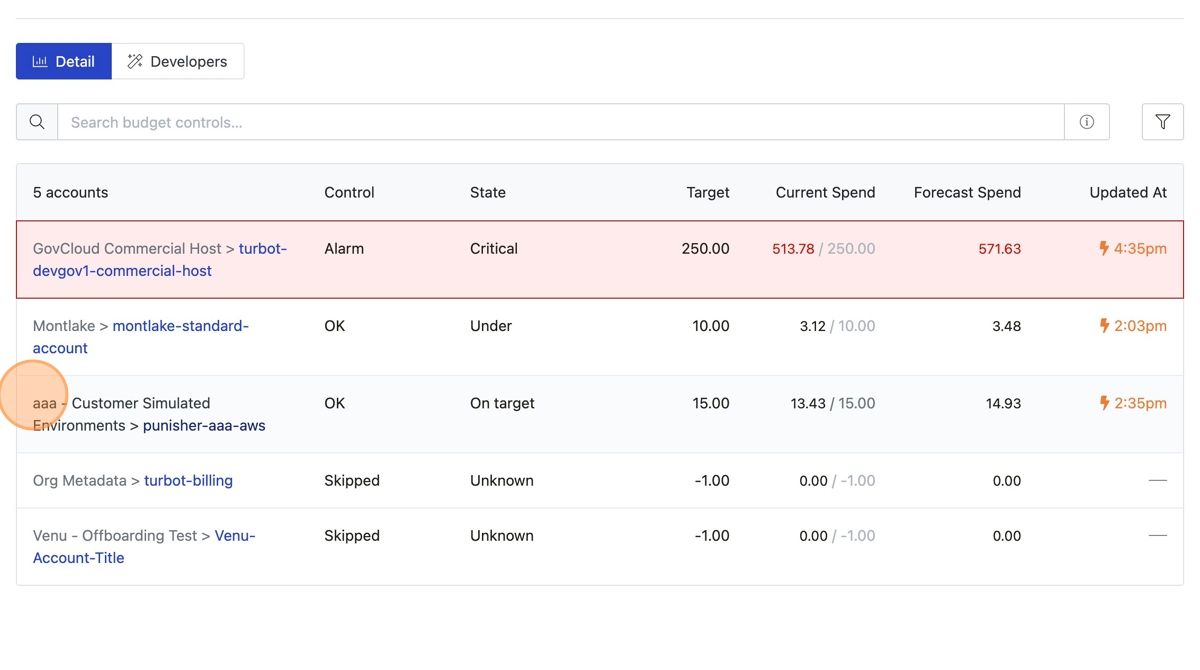 Detail Developers
Search budget controls...
5 accounts Control State Target Current Spend Forecast Spend Updated At
GovCloud Commercial Host > turbot- Alarm Critical 250.00 513.78 / 250.00 571.63 4:35pm
devgov1-commercial-host
Montlake > montlake-standard- OK Under 10.00 3.12 / 10.00 3.48 2:03pm
account
aaa - Customer Simulated OK On target 15.00 13.43 / 15.00 14.93 2:35pm
Environments > punisher-aaa-aws
Org Metadata > turbot-billing Skipped Unknown -1.00 0.00 / -1.00 0.00 —
Venu - Offboarding Test > Venu- Skipped Unknown -1.00 0.00 / -1.00 0.00 —
Account-Title